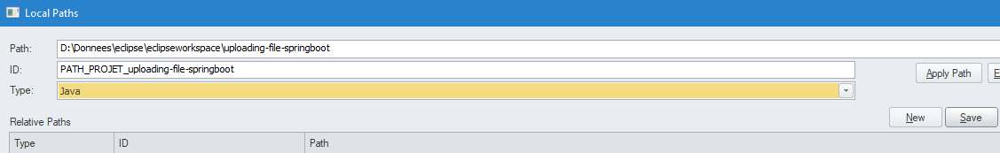 Local Paths
Path: D:\Donnees\eclipse\eclipseworkspace\uploading-file-springboot
ID: PATH_PROJET_uploading-file-springboot
Apply Path E
Type: Java
New Save
Relative Paths
Type ID Path